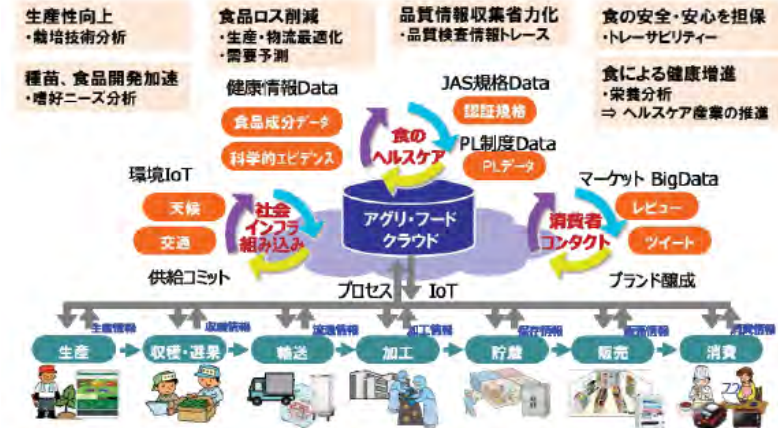 生産性向上
・栽培技術分析
食品ロス削減
・生産・物流最適化
・需要予測
品質情報収集省力化
・品質検査情報トレース
食の安全・安心を担保
・トレーサビリティー
種苗、食品開発加速
・嗜好ニーズ分析
食による健康増進
・栄養分析
⇒ ヘルスケア産業の推進
健康情報Data
食品成分データ
科学的エビデンス
食の
ヘルスケア
JAS規格Data
認証規格
PL制度Data
PLデータ
環境IoT
天候
交通
社会
インフラ
組み込み
供給コミット
アグリ・フード
クラウド
マーケット BigData
レビュー
ツイート
消費者
コンタクト
ブランド醸成
プロセス
IoT
生産情報
収穫情報
流通情報
加工情報
保存情報
販売情報
消費情報
生産
収穫・選果
輸送
加工
貯蔵
販売
消費